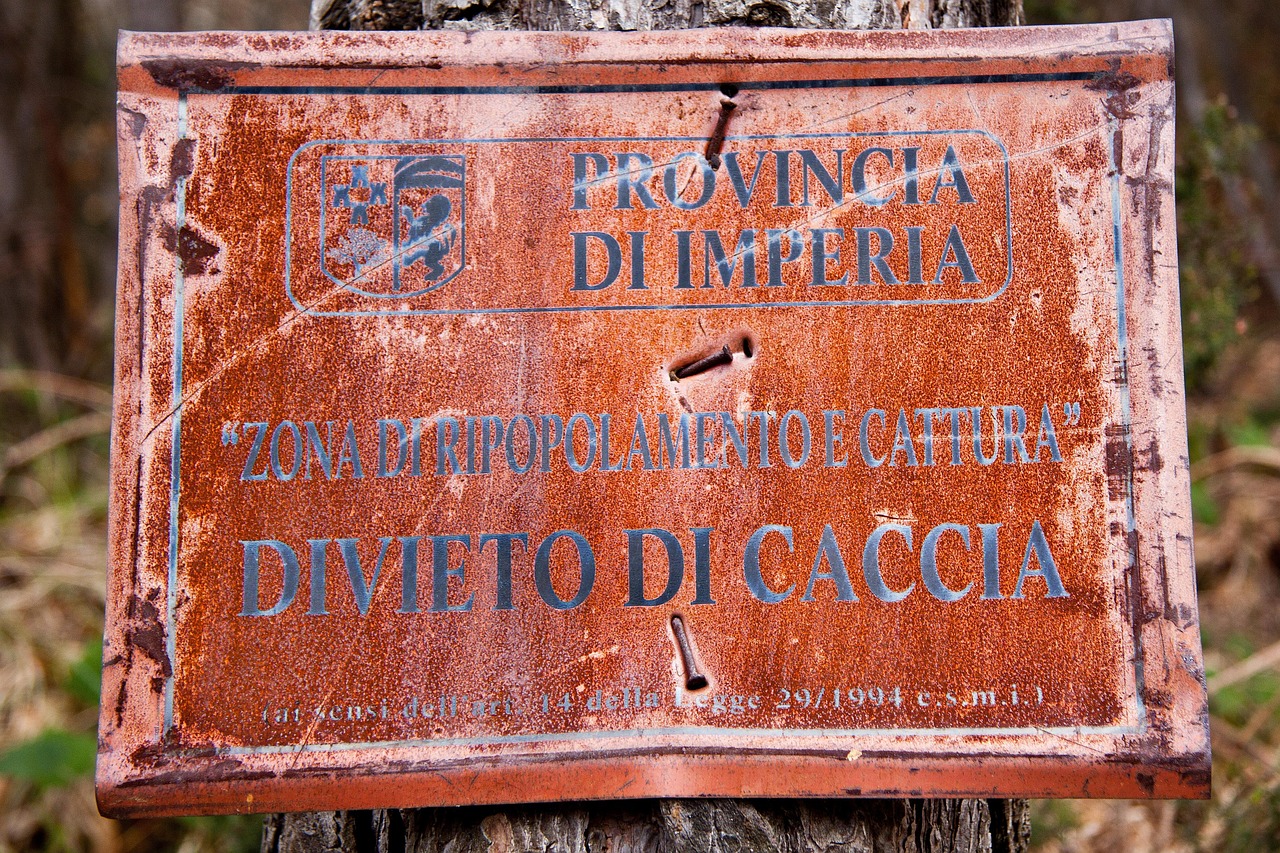 PROVINCIA
DI IMPERIA
“ZONA DI RIPOPOLAMENTO E CATTURA”
DIVIETO DI CACCIA
(ai sensi dell'art. 14 della Legge 29/1994 e.s.m.i.)